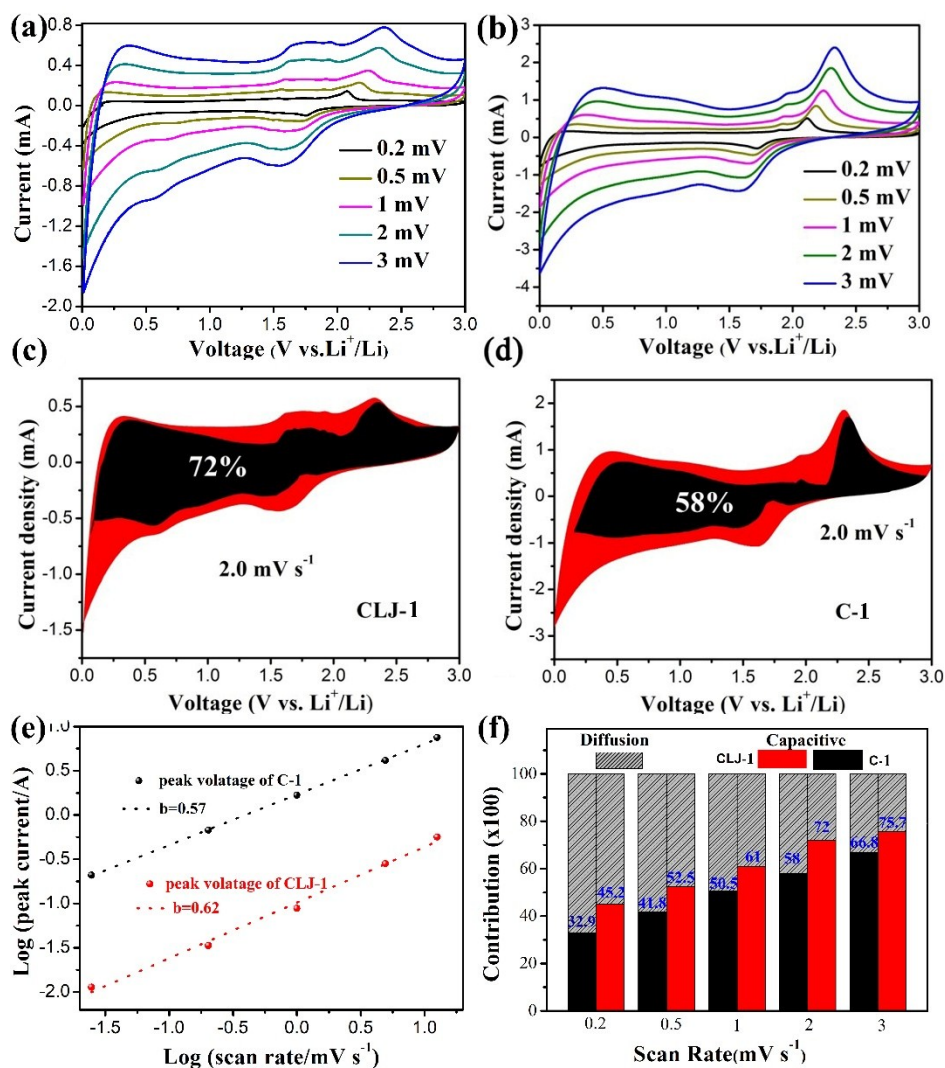 (a)
0.8
0.4
0.0
-0.4
-0.8
-1.2
-1.6
-2.0
Current (mA)
0.2 mV
0.5 mV
1 mV
2 mV
3 mV
0.0 0.5 1.0 1.5 2.0 2.5 3.0
Voltage (V vs.Li⁺/Li)
(b)
3
2
1
0
-1
-2
-3
-4
Current (mA)
0.2 mV
0.5 mV
1 mV
2 mV
3 mV
0.0 0.5 1.0 1.5 2.0 2.5 3.0
Voltage (V vs.Li⁺/Li)
(c)
0.5
0.0
-0.5
-1.0
-1.5
Current density (mA)
72%
2.0 mV s⁻¹
CLJ-1
0.0 0.5 1.0 1.5 2.0 2.5 3.0
Voltage (V vs. Li⁺/Li)
(d)
2
1
0
-1
-2
-3
Current density (mA)
58%
2.0 mV s⁻¹
C-1
0.0 0.5 1.0 1.5 2.0 2.5 3.0
Voltage (V vs. Li⁺/Li)
(e)
1.0
0.5
0.0
-0.5
-1.0
-1.5
-2.0
Log (peak current/A)
peak volatage of C-1
b=0.57
peak volatage of CLJ-1
b=0.62
-1.5 -1.0 -0.5 0.0 0.5 1.0
Log (scan rate/mV s⁻¹)
(f)
Diffusion Capacitive
CLJ-1 C-1
100
80
60
40
20
0
Contribution (x100)
32.9 45.2 41.8 52.5 50.5 61 58 72 66.8 75.7
0.2 0.5 1 2 3
Scan Rate(mV s⁻¹)